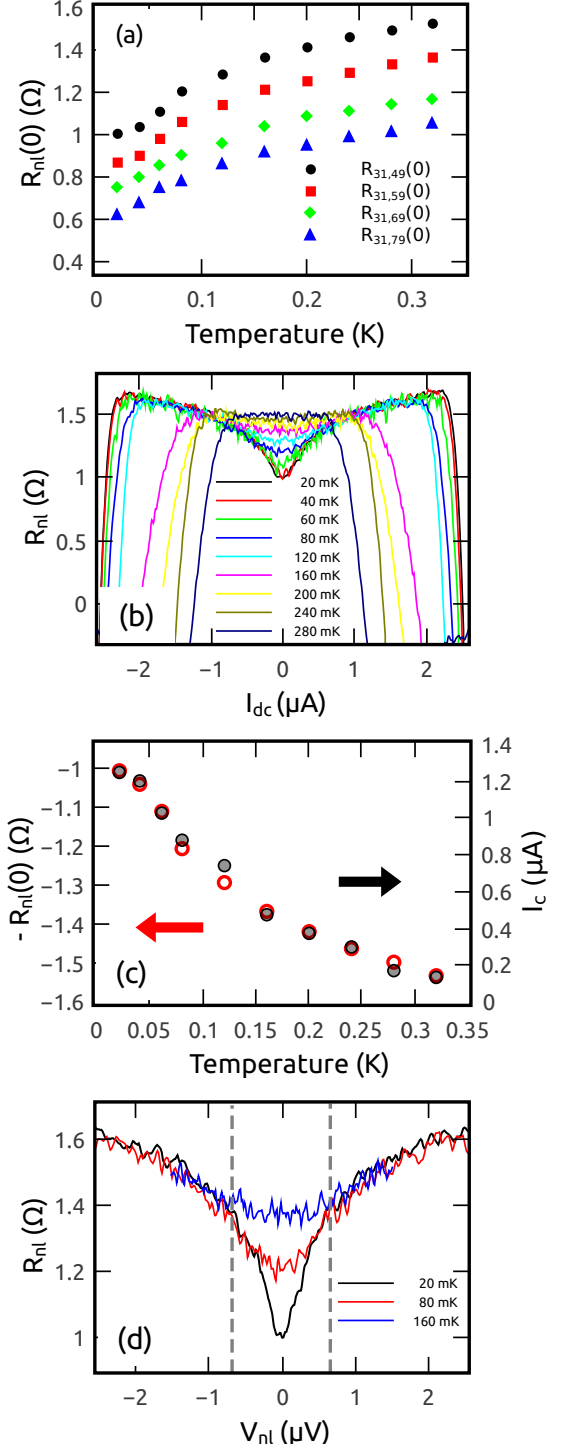 (a)
1.6
1.4
1.2
1
0.8
0.6
0.4
R_nl(0) (Ω)
R_31,49(0)
R_31,59(0)
R_31,69(0)
R_31,79(0)
0 0.1 0.2 0.3
Temperature (K)
1.5
1
0.5
0
R_nl (Ω)
20 mK
40 mK
60 mK
80 mK
120 mK
160 mK
200 mK
240 mK
280 mK
(b)
−2 −1 0 1 2
I_dc (µA)
−1
−1.1
−1.2
−1.3
−1.4
−1.5
−1.6
- R_nl(0) (Ω)
1.4
1.2
1
0.8
0.6
0.4
0.2
0
I_c (µA)
(c)
0 0.05 0.1 0.15 0.2 0.25 0.3 0.35
Temperature (K)
1.6
1.4
1.2
1
R_nl (Ω)
20 mK
80 mK
160 mK
(d)
−2 −1 0 1 2
V_nl (µV)